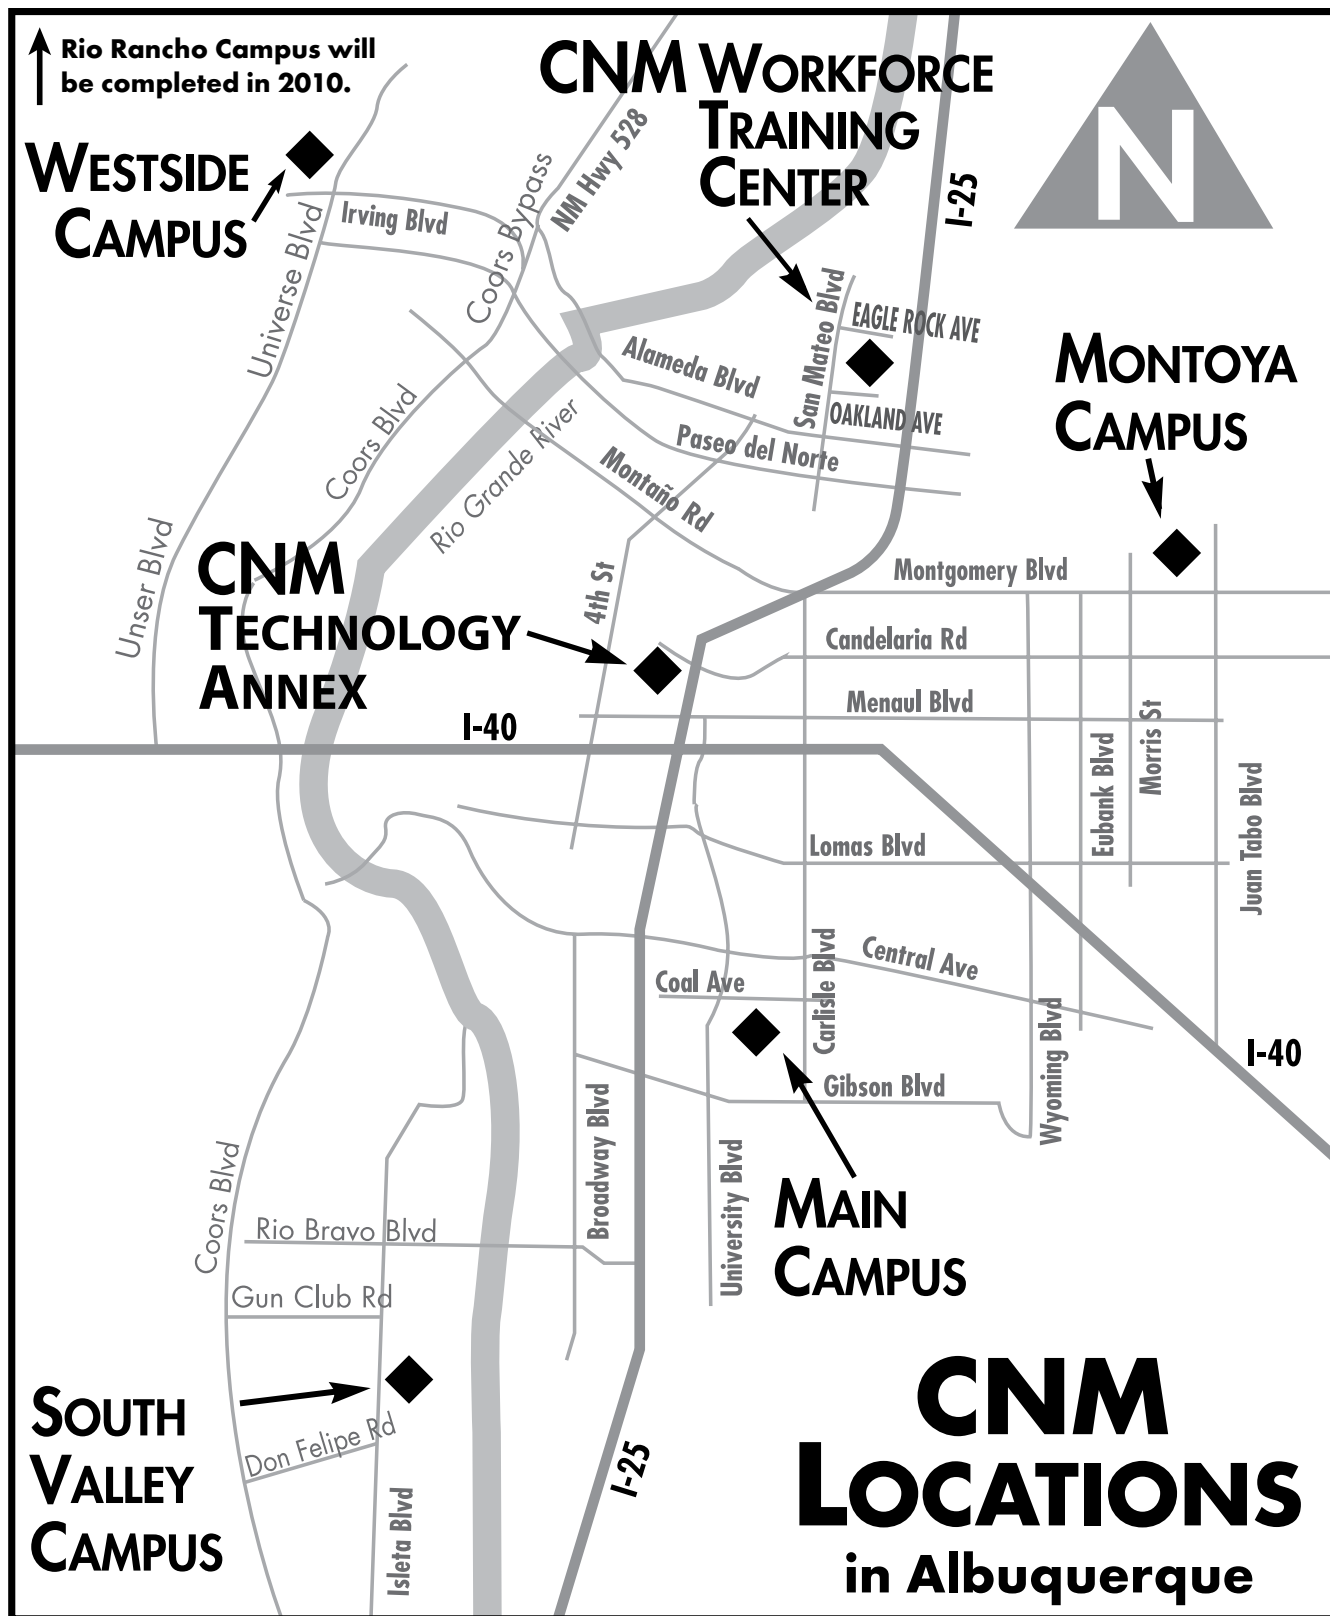 Rio Rancho Campus will
be completed in 2010.
WESTSIDE
CAMPUS
CNM WORKFORCE
TRAINING
CENTER
N
I-25
NM Hwy 528
Coors Bypass
Irving Blvd
Universe Blvd
San Mateo Blvd
EAGLE ROCK AVE
OAKLAND AVE
MONTOYA
CAMPUS
Alameda Blvd
Paseo del Norte
Coors Blvd
Rio Grande River
Montaño Rd
Unser Blvd
CNM
TECHNOLOGY
ANNEX
4th St
Montgomery Blvd
Candelaria Rd
Menaul Blvd
I-40
Morris St
Eubank Blvd
Juan Tabo Blvd
Lomas Blvd
Central Ave
Coal Ave
Carlisle Blvd
Wyoming Blvd
I-40
Gibson Blvd
Broadway Blvd
University Blvd
MAIN
CAMPUS
Coors Blvd
Rio Bravo Blvd
Gun Club Rd
SOUTH
VALLEY
CAMPUS
Don Felipe Rd
Isleta Blvd
I-25
CNM
LOCATIONS
in Albuquerque